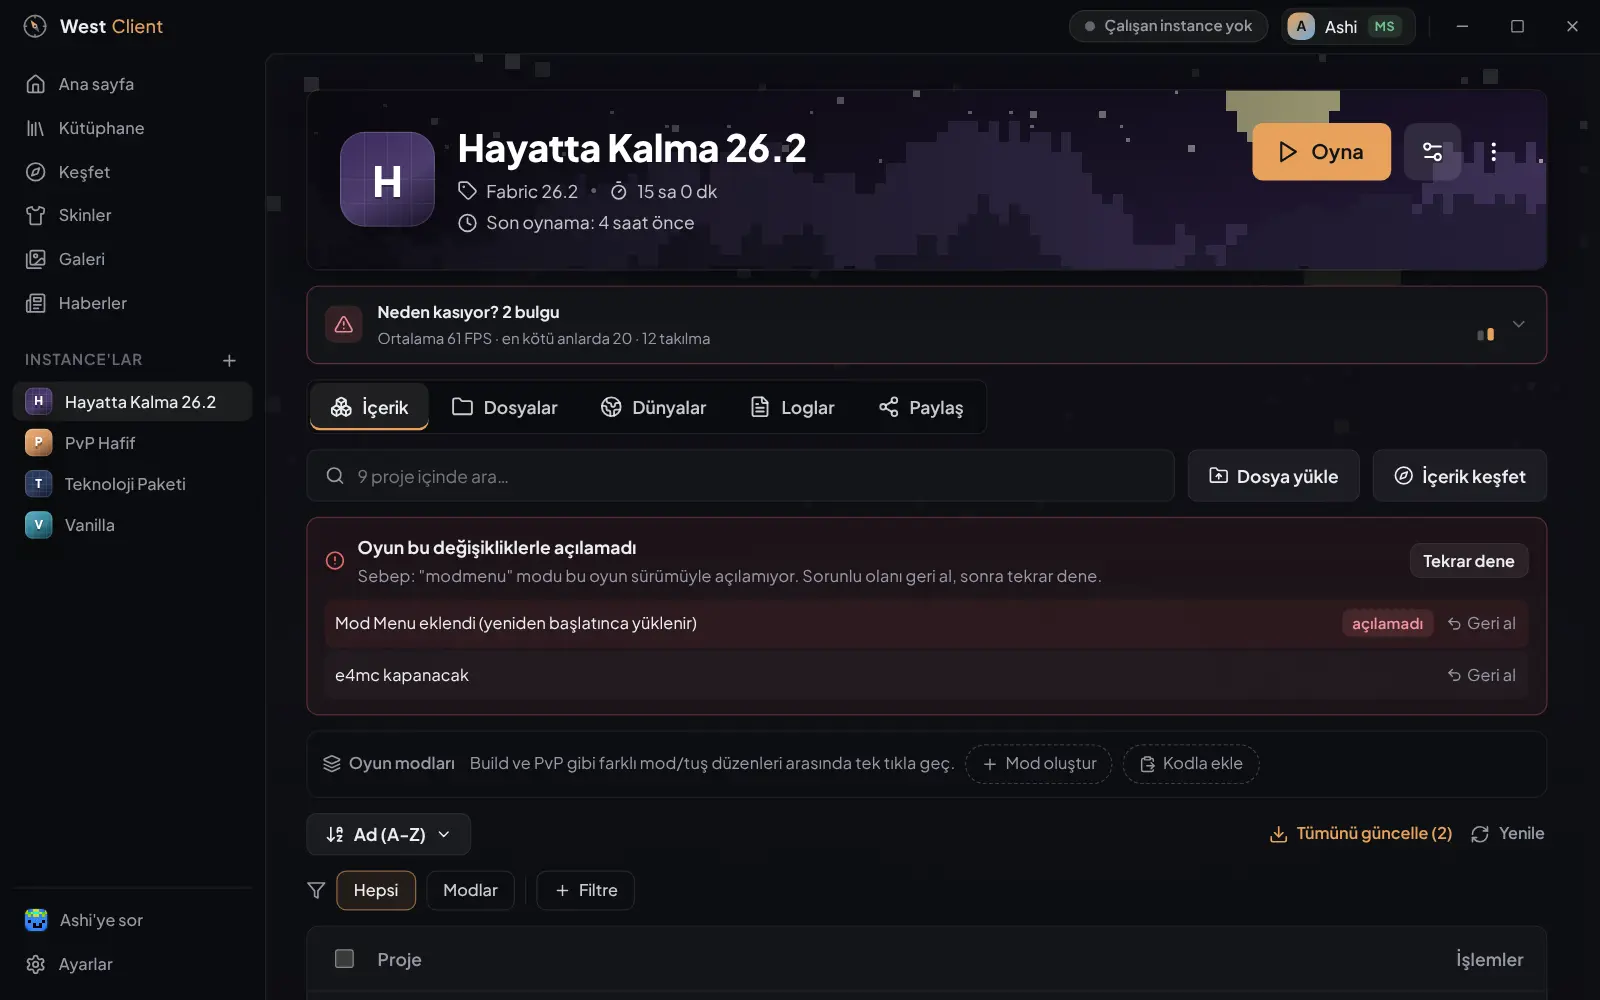 West Client
Çalışan instance yok
A Ashi MS
Ana sayfa
Kütüphane
Keşfet
Skinler
Galeri
Haberler
INSTANCE'LAR
H Hayatta Kalma 26.2
P PvP Hafif
T Teknoloji Paketi
V Vanilla
Ashi'ye sor
Ayarlar
H
Hayatta Kalma 26.2
Fabric 26.2 • 15 sa 0 dk
Son oynama: 4 saat önce
Oyna
Neden kasıyor? 2 bulgu
Ortalama 61 FPS · en kötü anlarda 20 · 12 takılma
İçerik
Dosyalar
Dünyalar
Loglar
Paylaş
9 proje içinde ara…
Dosya yükle
İçerik keşfet
Oyun bu değişikliklerle açılamadı
Sebep: "modmenu" modu bu oyun sürümüyle açılamıyor. Sorunlu olanı geri al, sonra tekrar dene.
Tekrar dene
Mod Menu eklendi (yeniden başlatınca yüklenir)
açılamadı
Geri al
e4mc kapanacak
Geri al
Oyun modları
Build ve PvP gibi farklı mod/tuş düzenleri arasında tek tıkla geç.
Mod oluştur
Kodla ekle
Ad (A-Z)
Tümünü güncelle (2)
Yenile
Hepsi
Modlar
Filtre
Proje
İşlemler